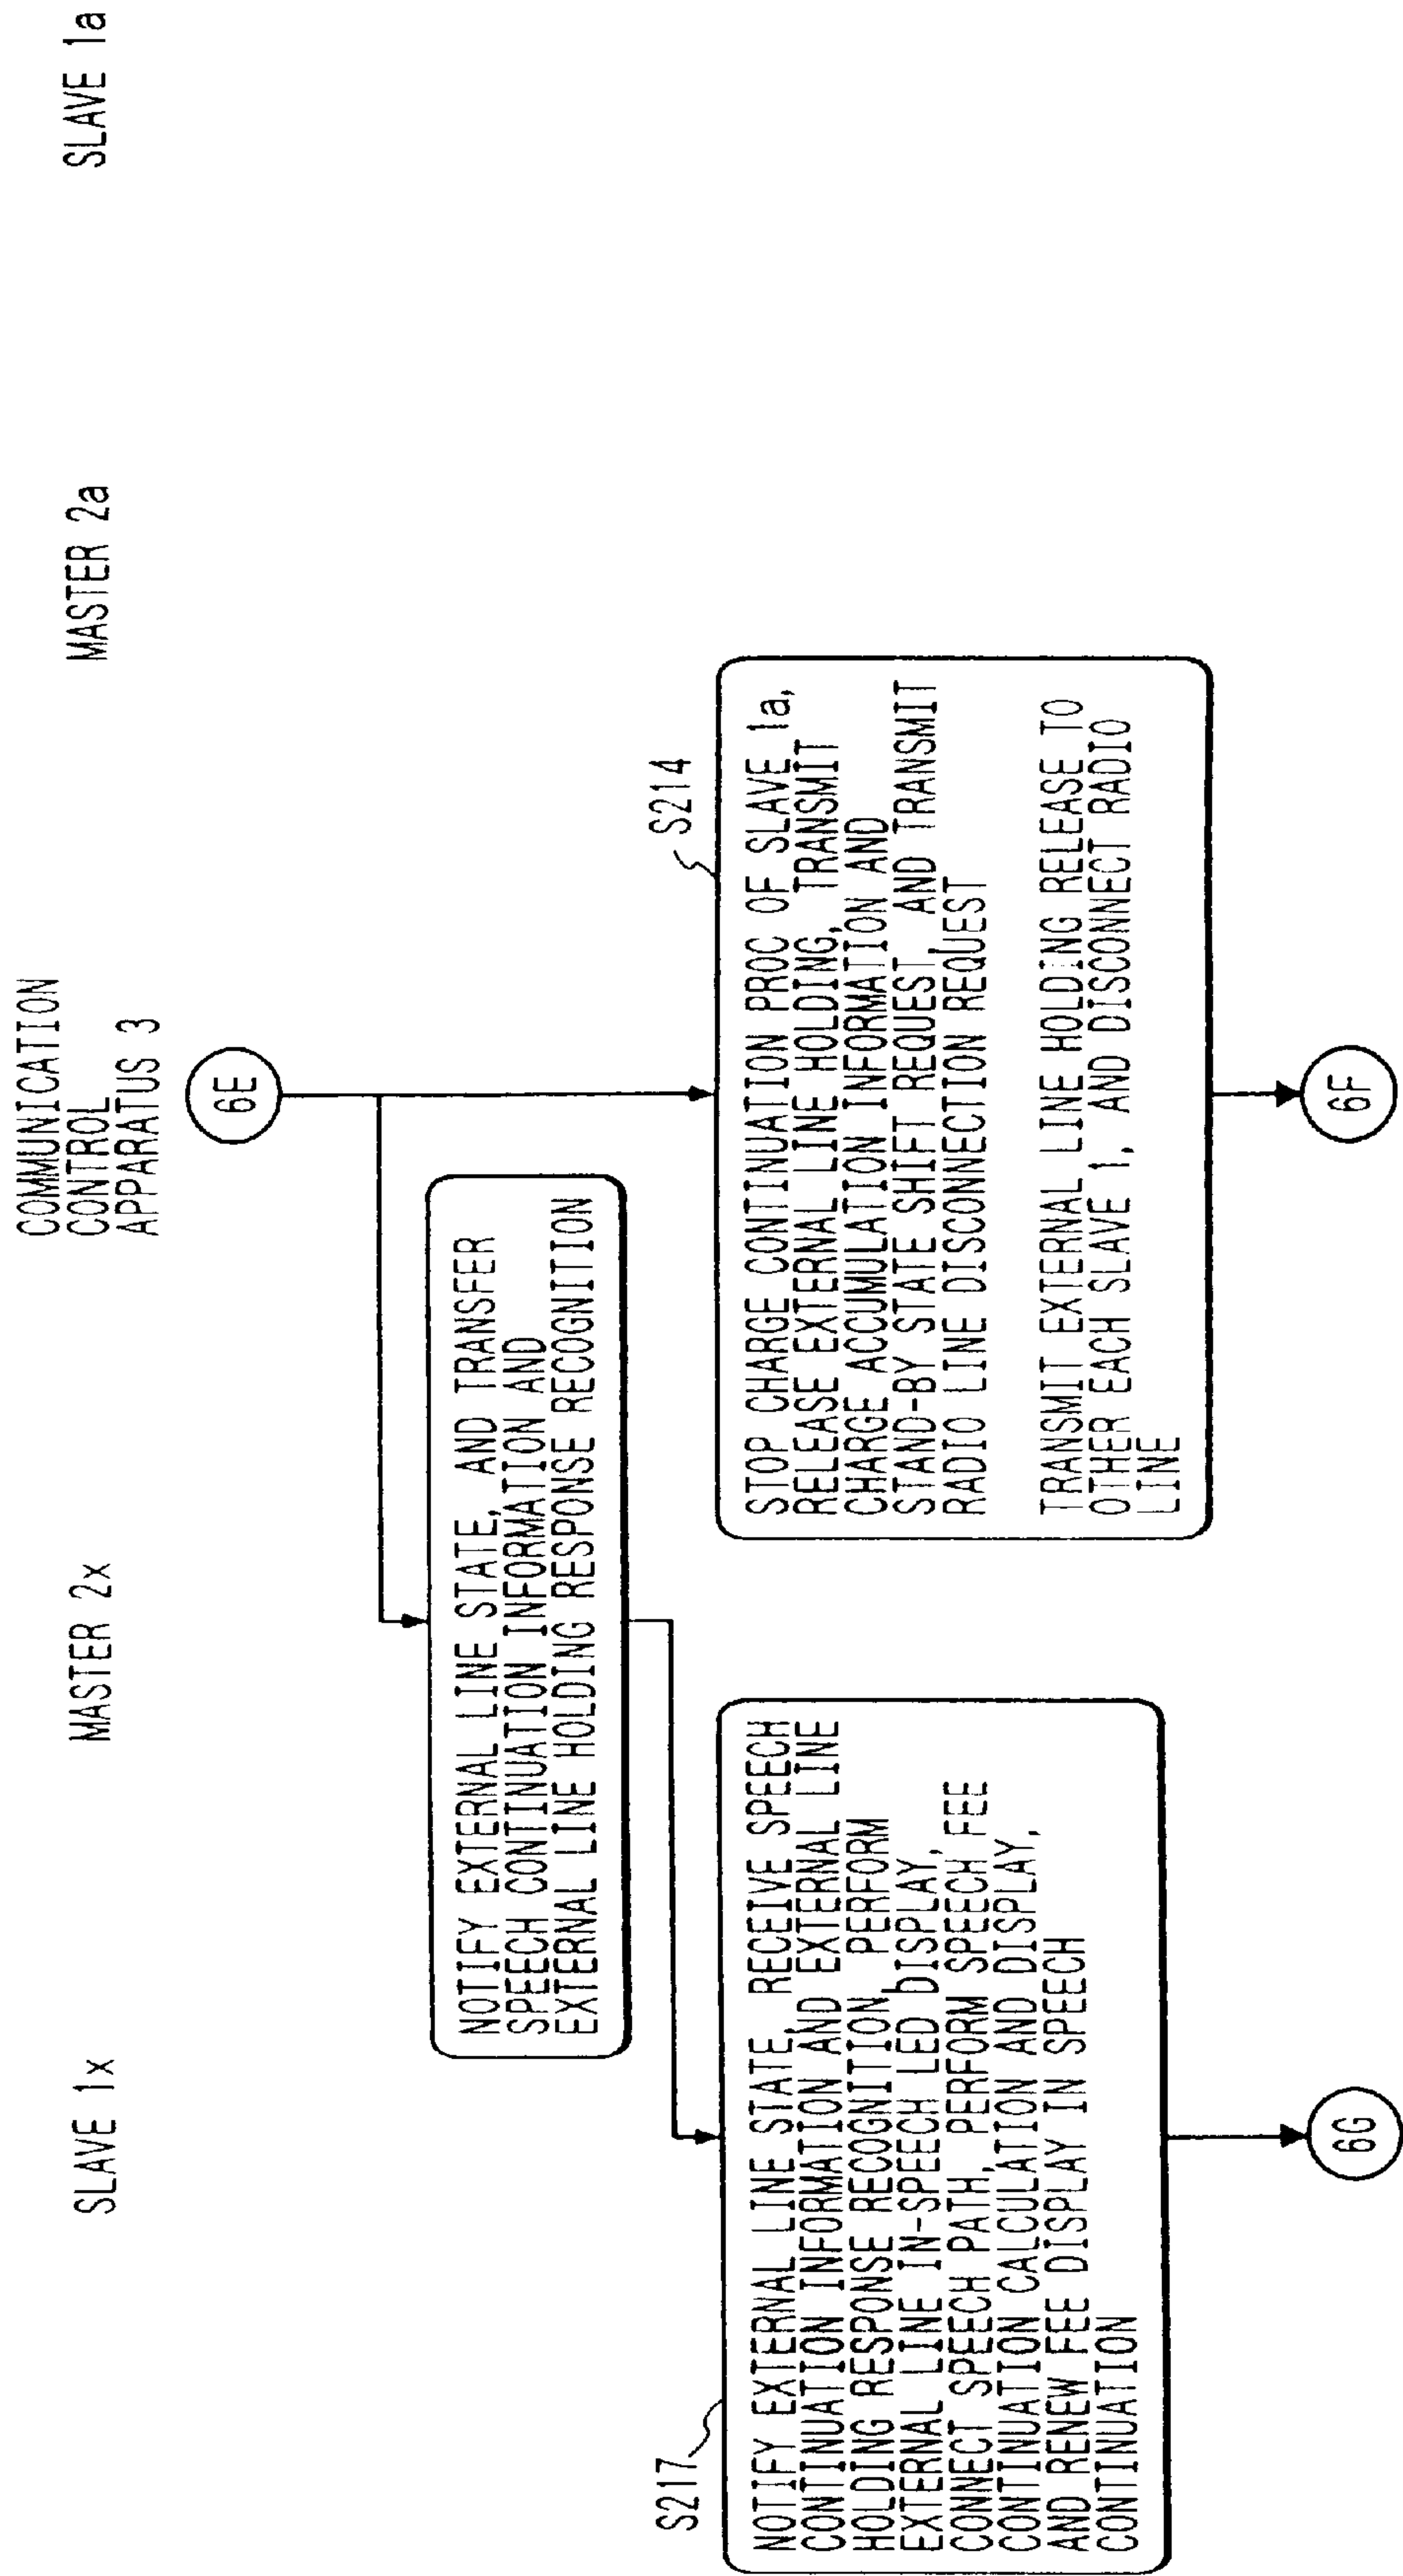 SLAVE 1x
MASTER 2x
COMMUNICATION
CONTROL
APPARATUS 3
MASTER 2a
SLAVE 1a
6E
NOTIFY EXTERNAL LINE STATE, AND TRANSFER
SPEECH CONTINUATION INFORMATION AND
EXTERNAL LINE HOLDING RESPONSE RECOGNITION
S217
NOTIFY EXTERNAL LINE STATE, RECEIVE SPEECH
CONTINUATION INFORMATION AND EXTERNAL LINE
HOLDING RESPONSE RECOGNITION, PERFORM
EXTERNAL LINE IN-SPEECH LED DISPLAY,
CONNECT SPEECH PATH, PERFORM SPEECH FEE
CONTINUATION CALCULATION AND DISPLAY,
AND RENEW FEE DISPLAY IN SPEECH
CONTINUATION
S214
STOP CHARGE CONTINUATION PROC OF SLAVE 1a,
RELEASE EXTERNAL LINE HOLDING, TRANSMIT
CHARGE ACCUMULATION INFORMATION AND
STAND-BY STATE SHIFT REQUEST, AND TRANSMIT
RADIO LINE DISCONNECTION REQUEST
TRANSMIT EXTERNAL LINE HOLDING RELEASE TO
OTHER EACH SLAVE 1, AND DISCONNECT RADIO
LINE
6G
6F